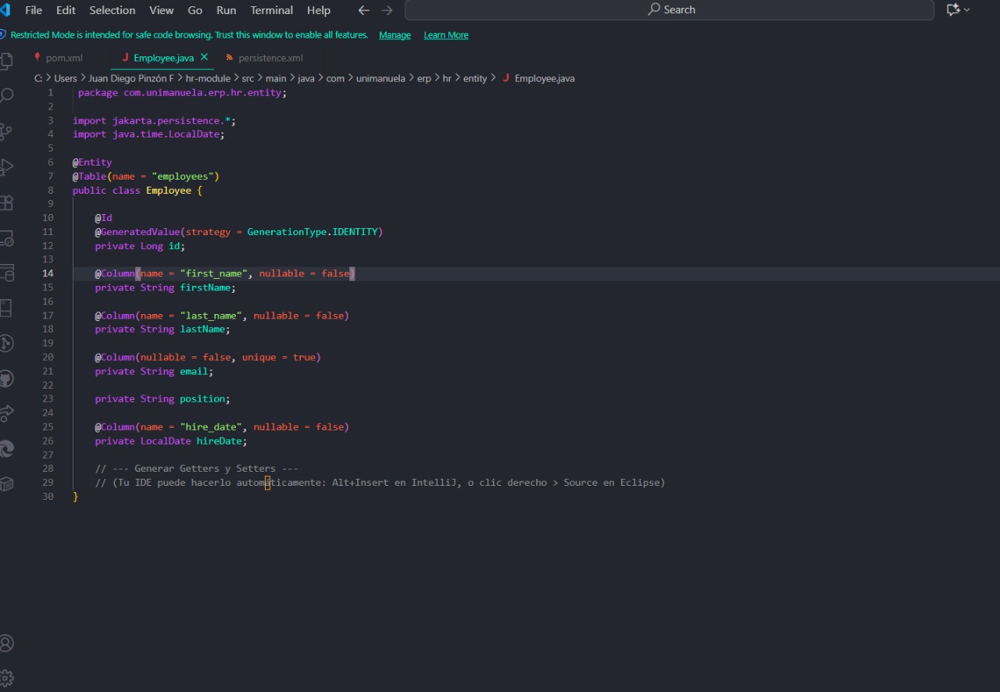 File Edit Selection View Go Run Terminal Help Search
Restricted Mode is intended for safe code browsing. Trust this window to enable all features. Manage Learn More
pom.xml Employee.java persistence.xml
C: > Users > Juan Diego Pinzón F > hr-module > src > main > java > com > unimanuela > erp > hr > entity > Employee.java
1 package com.unimanuela.erp.hr.entity;
2
3 import jakarta.persistence.*;
4 import java.time.LocalDate;
5
6 @Entity
7 @Table(name = "employees")
8 public class Employee {
9
10 @Id
11 @GeneratedValue(strategy = GenerationType.IDENTITY)
12 private Long id;
13
14 @Column(name = "first_name", nullable = false)
15 private String firstName;
16
17 @Column(name = "last_name", nullable = false)
18 private String lastName;
19
20 @Column(nullable = false, unique = true)
21 private String email;
22
23 private String position;
24
25 @Column(name = "hire_date", nullable = false)
26 private LocalDate hireDate;
27
28 // --- Generar Getters y Setters ---
29 // (Tu IDE puede hacerlo automáticamente: Alt+Insert en IntelliJ, o clic derecho > Source en Eclipse)
30 }